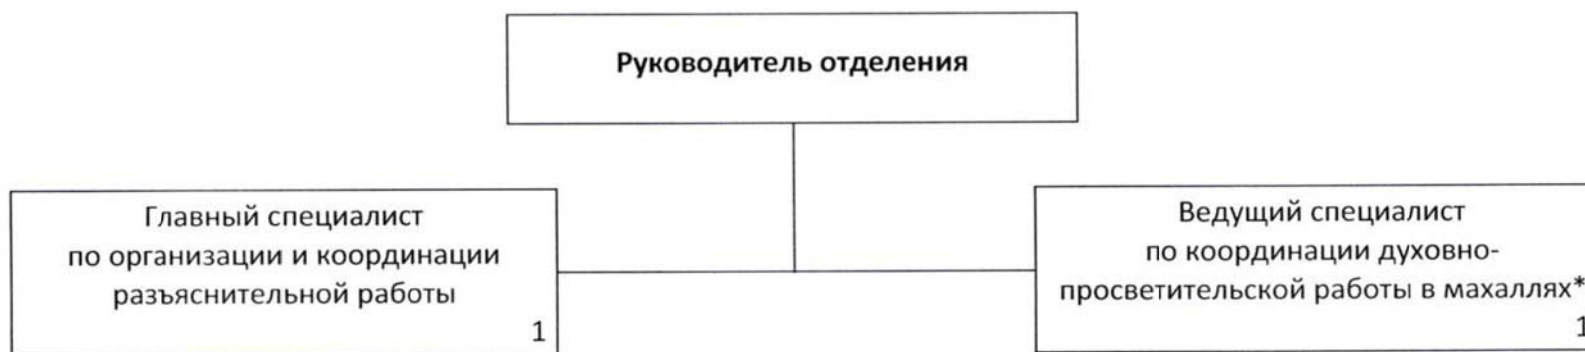 Руководитель отделения
Главный специалист
по организации и координации
разъяснительной работы
1
Ведущий специалист
по координации духовно-
просветительской работы в махаллях*
1